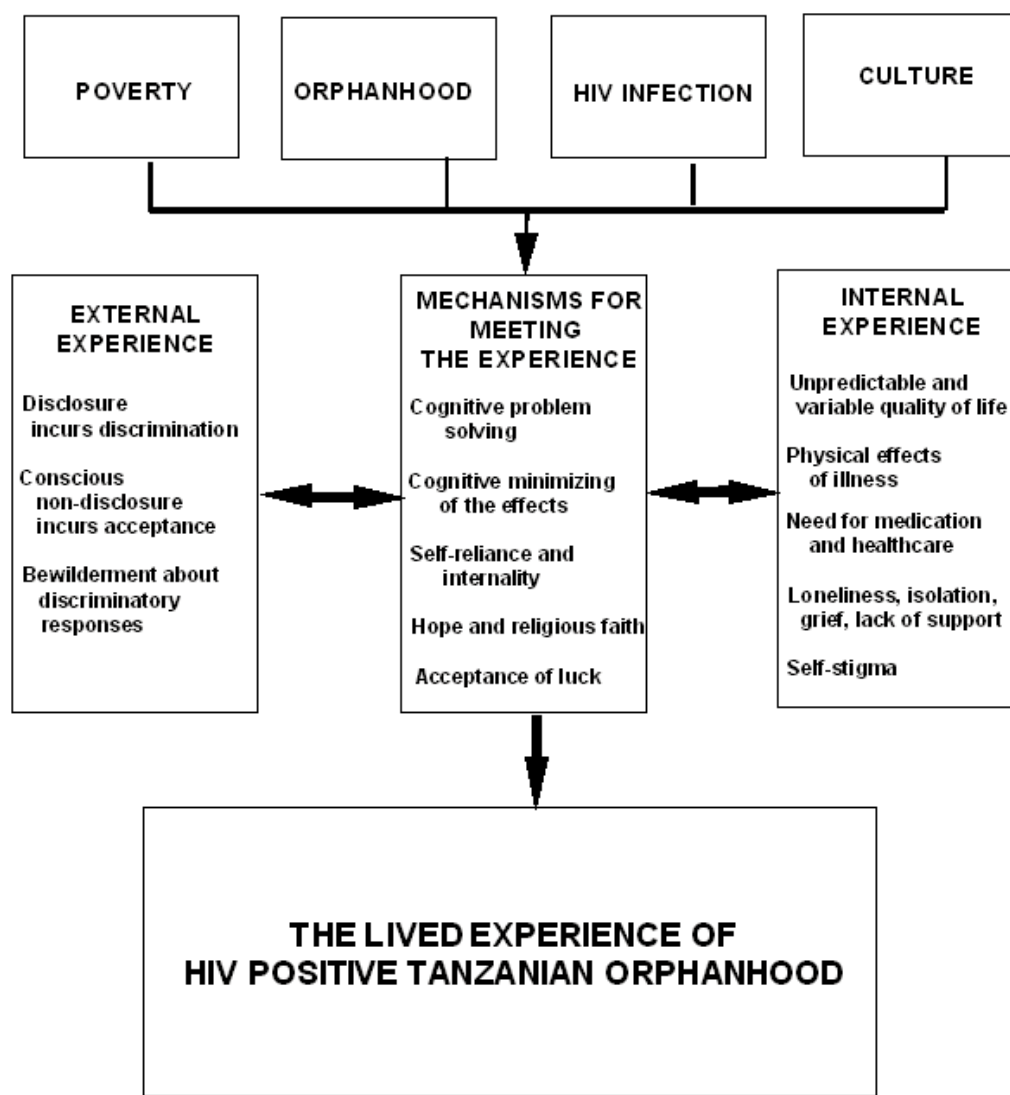 POVERTY
ORPHANHOOD
HIV INFECTION
CULTURE
EXTERNAL
EXPERIENCE
Disclosure
incurs discrimination
Conscious
non-disclosure
incurs acceptance
Bewilderment about
discriminatory
responses
MECHANISMS FOR
MEETING
THE EXPERIENCE
Cognitive problem
solving
Cognitive minimizing
of the effects
Self-reliance and
internality
Hope and religious faith
Acceptance of luck
INTERNAL
EXPERIENCE
Unpredictable and
variable quality of life
Physical effects
of illness
Need for medication
and healthcare
Loneliness, isolation,
grief, lack of support
Self-stigma
THE LIVED EXPERIENCE OF
HIV POSITIVE TANZANIAN ORPHANHOOD